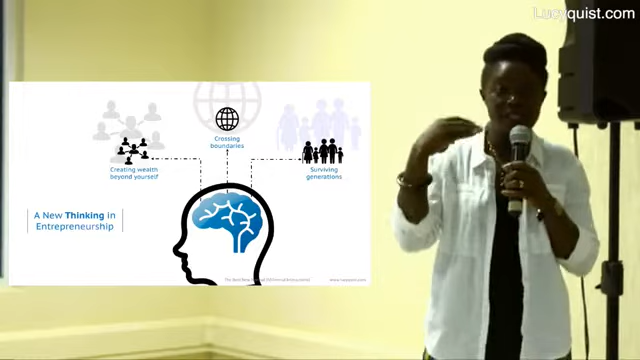 Lucyquist.com
Crossing
boundaries
Creating wealth
beyond yourself
Surviving
generations
A New Thinking in
Entrepreneurship